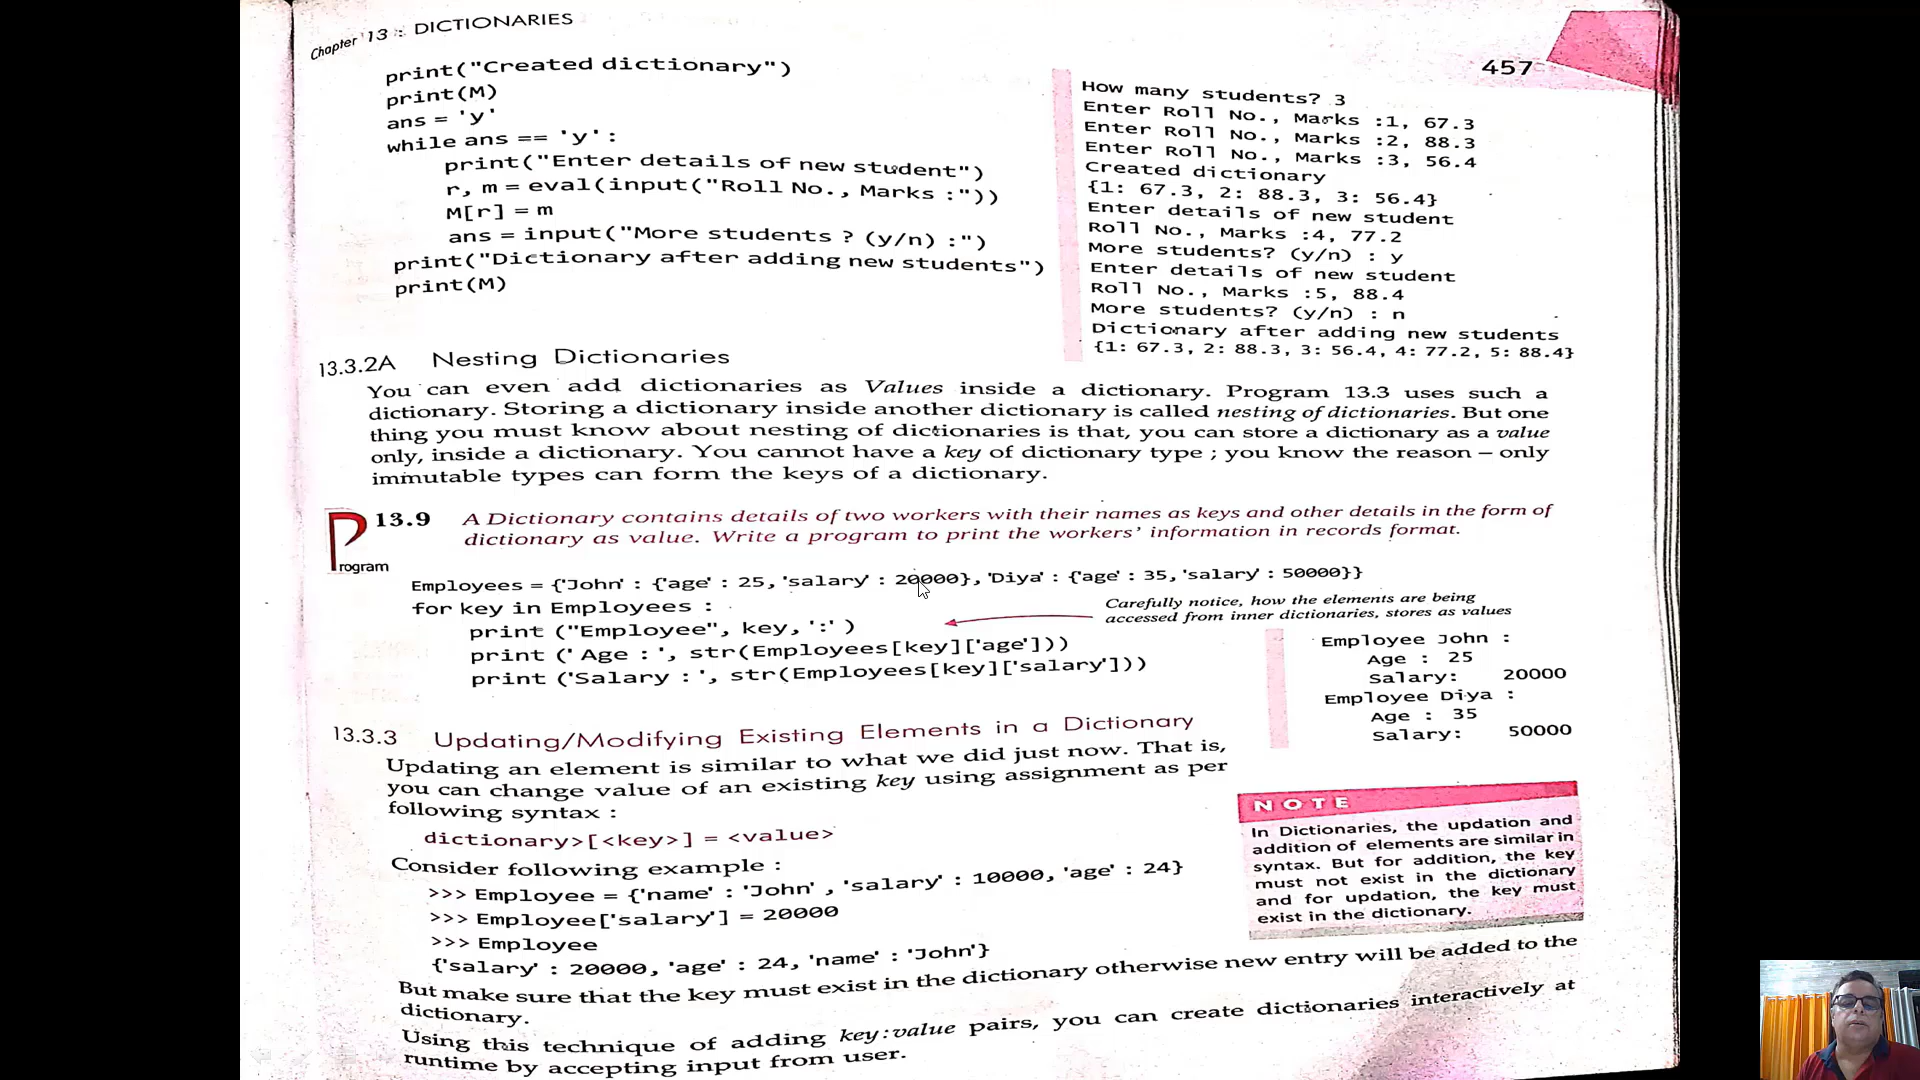 Chapter 13 : DICTIONARIES
457
print("Created dictionary")
print(M)
ans = 'y'
while ans == 'y':
print("Enter details of new student")
r, m = eval(input("Roll No., Marks :"))
M[r] = m
ans = input("More students ? (y/n) :")
print("Dictionary after adding new students")
print(M)
How many students? 3
Enter Roll No., Marks :1, 67.3
Enter Roll No., Marks :2, 88.3
Enter Roll No., Marks :3, 56.4
Created dictionary
{1: 67.3, 2: 88.3, 3: 56.4}
Enter details of new student
Roll No., Marks :4, 77.2
More students? (y/n) : y
Enter details of new student
Roll No., Marks :5, 88.4
More students? (y/n) : n
Dictionary after adding new students
{1: 67.3, 2: 88.3, 3: 56.4, 4: 77.2, 5: 88.4}
13.3.2A Nesting Dictionaries
You can even add dictionaries as Values inside a dictionary. Program 13.3 uses such a
dictionary. Storing a dictionary inside another dictionary is called nesting of dictionaries. But one
thing you must know about nesting of dictionaries is that, you can store a dictionary as a value
only, inside a dictionary. You cannot have a key of dictionary type ; you know the reason – only
immutable types can form the keys of a dictionary.
Program 13.9 A Dictionary contains details of two workers with their names as keys and other details in the form of
dictionary as value. Write a program to print the workers' information in records format.
Employees = {'John' : {'age' : 25, 'salary' : 20000}, 'Diya' : {'age' : 35, 'salary' : 50000}}
for key in Employees :
print ("Employee", key, ':' )
print (' Age : ', str(Employees[key]['age']))
print ('Salary : ', str(Employees[key]['salary']))
Carefully notice, how the elements are being
accessed from inner dictionaries, stores as values
Employee John :
Age : 25
Salary: 20000
Employee Diya :
Age : 35
Salary: 50000
13.3.3 Updating/Modifying Existing Elements in a Dictionary
Updating an element is similar to what we did just now. That is,
you can change value of an existing key using assignment as per
following syntax :
dictionary>[<key>] = <value>
Consider following example :
>>> Employee = {'name' : 'John' , 'salary' : 10000, 'age' : 24}
>>> Employee['salary'] = 20000
>>> Employee
{'salary' : 20000, 'age' : 24, 'name' : 'John'}
NOTE
In Dictionaries, the updation and
addition of elements are similar in
syntax. But for addition, the key
must not exist in the dictionary
and for updation, the key must
exist in the dictionary.
But make sure that the key must exist in the dictionary otherwise new entry will be added to the
dictionary.
Using this technique of adding key:value pairs, you can create dictionaries interactively at
runtime by accepting input from user.